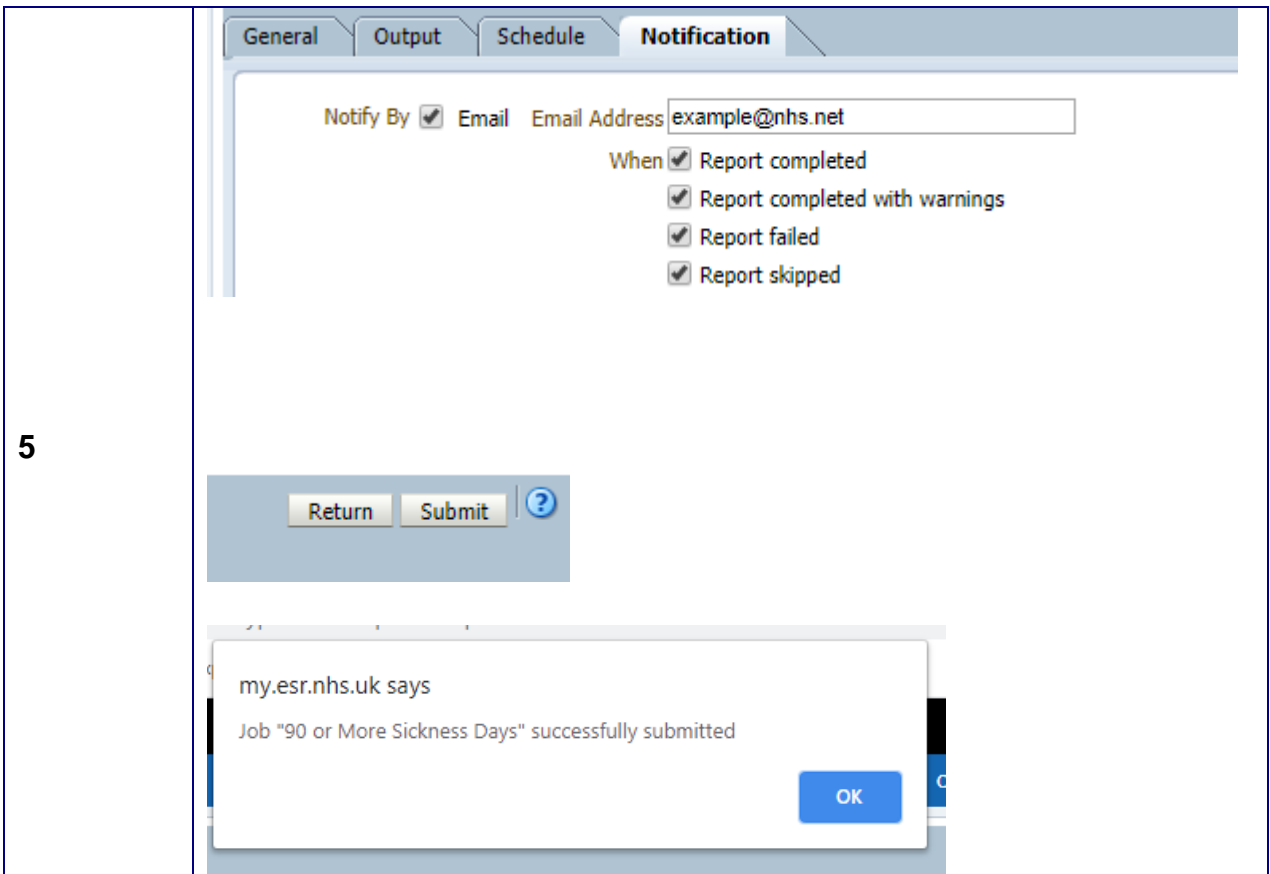 General Output Schedule Notification
Notify By Email Email Address example@nhs.net
When Report completed
Report completed with warnings
Report failed
Report skipped
5
Return Submit ?
my.esr.nhs.uk says
Job "90 or More Sickness Days" successfully submitted
OK